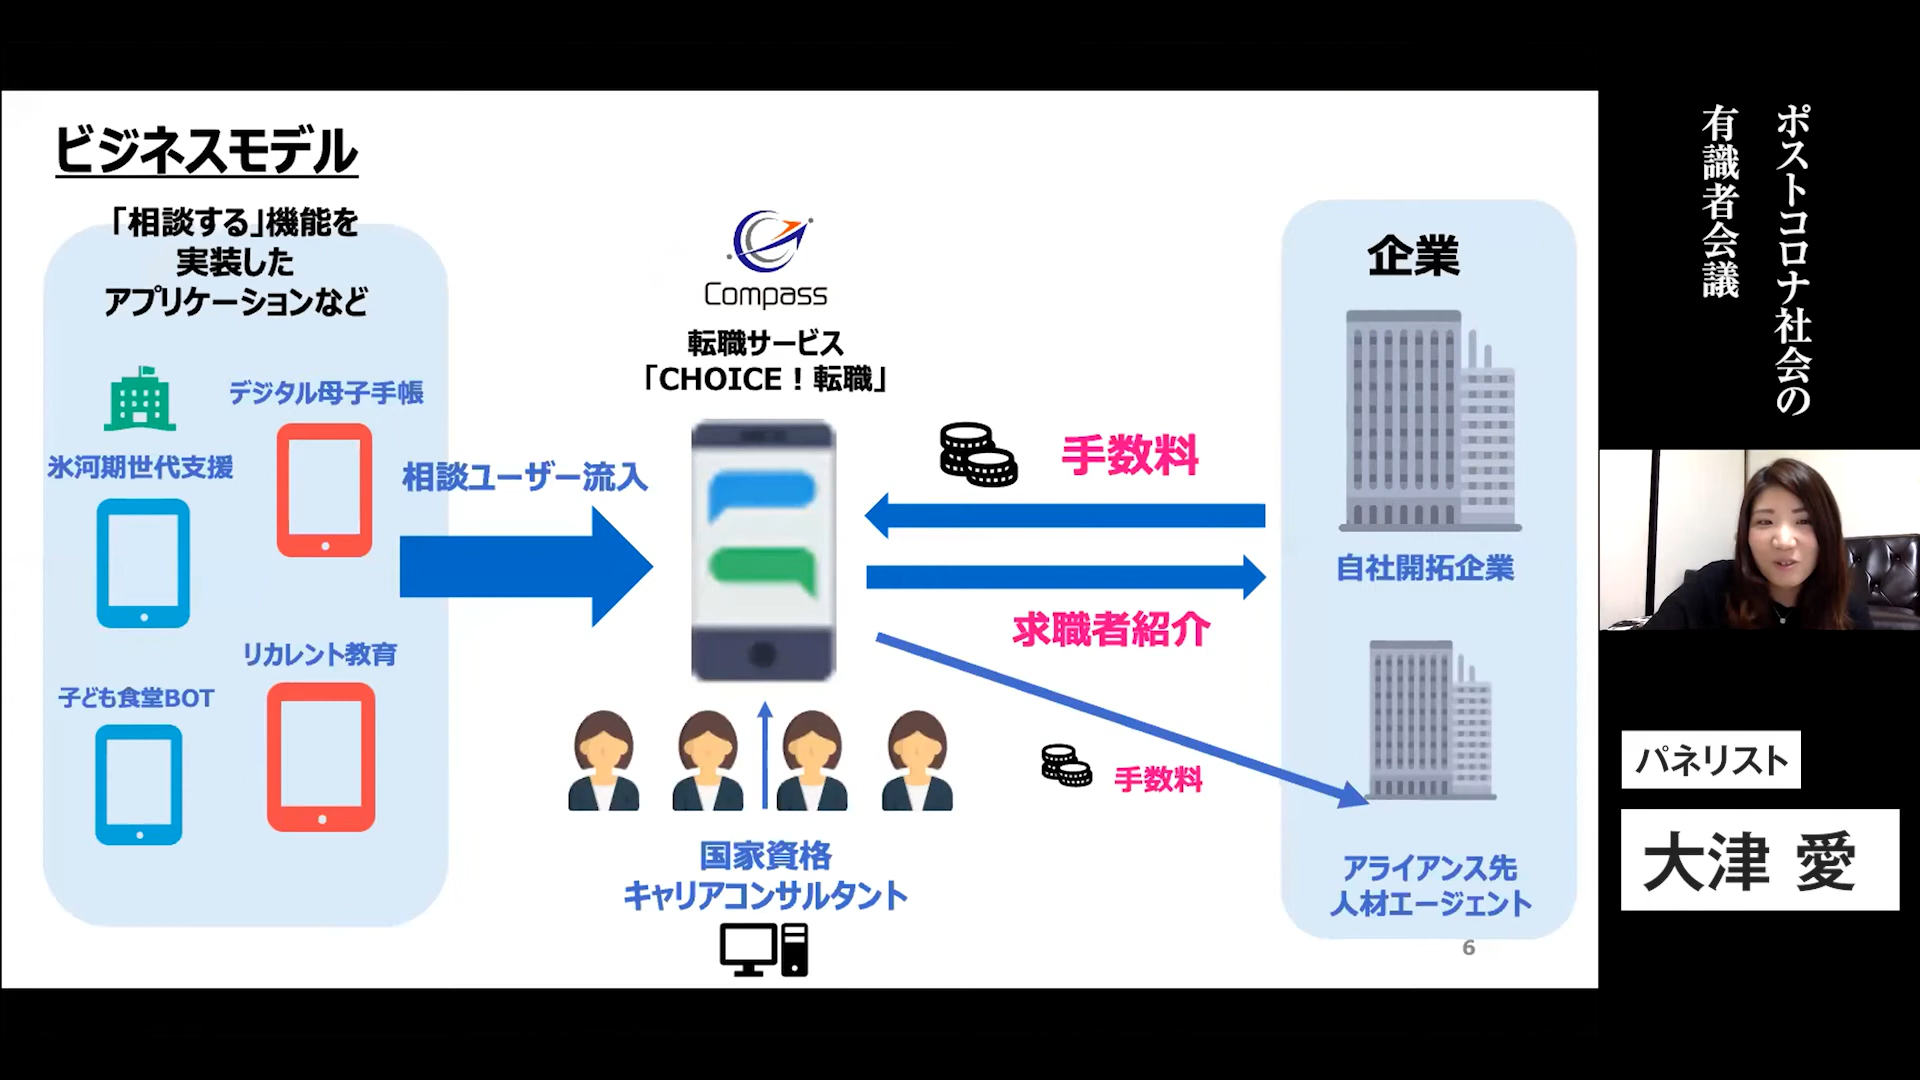 ビジネスモデル
「相談する」機能を
実装した
アプリケーションなど
氷河期世代支援
デジタル母子手帳
子ども食堂BOT
リカレント教育
相談ユーザー流入
Compass
転職サービス
「CHOICE！転職」
国家資格
キャリアコンサルタント
手数料
求職者紹介
手数料
企業
自社開拓企業
アライアンス先
人材エージェント
6
ポストコロナ社会の
有識者会議
パネリスト
大津 愛